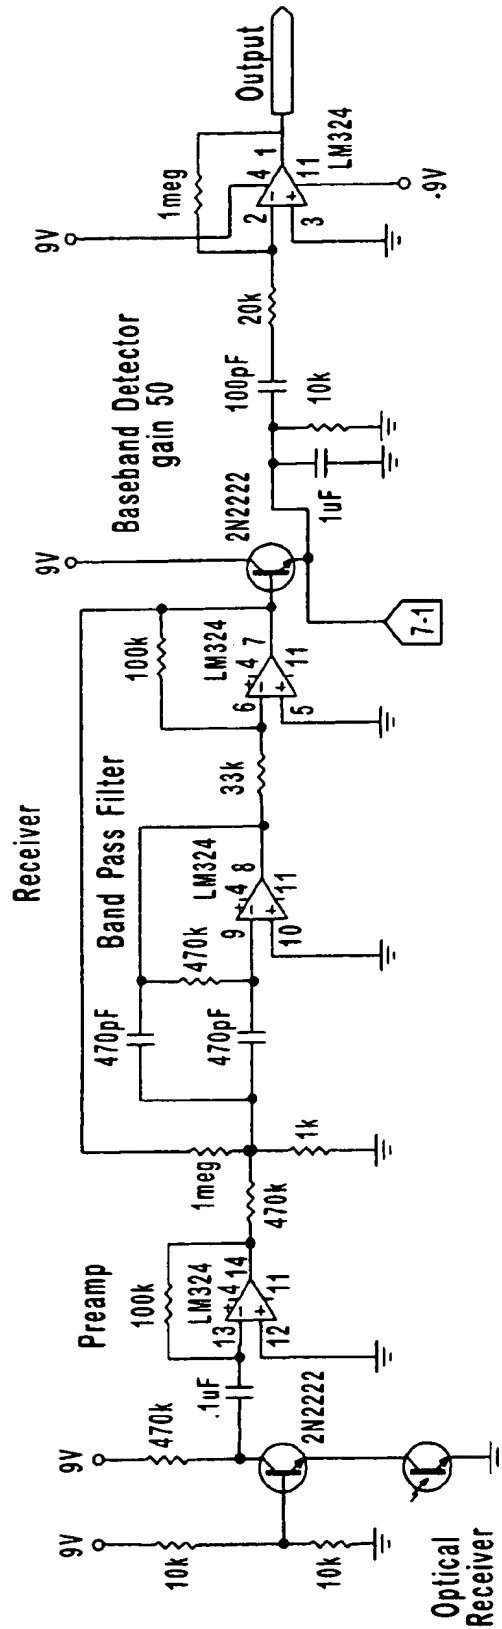 Receiver
Optical
Receiver
9V
10k
10k
9V
470k
2N2222
.1uF
Preamp
100k
LM324
13
4
14
12
11
470k
1meg
1k
Band Pass Filter
470pF
470pF
470k
LM324
9
4
8
10
11
33k
100k
LM324
6
4
7
5
11
9V
2N2222
Baseband Detector
gain 50
7-1
1uF
10k
100pF
20k
9V
1meg
2
4
1
3
11
LM324
-9V
Output